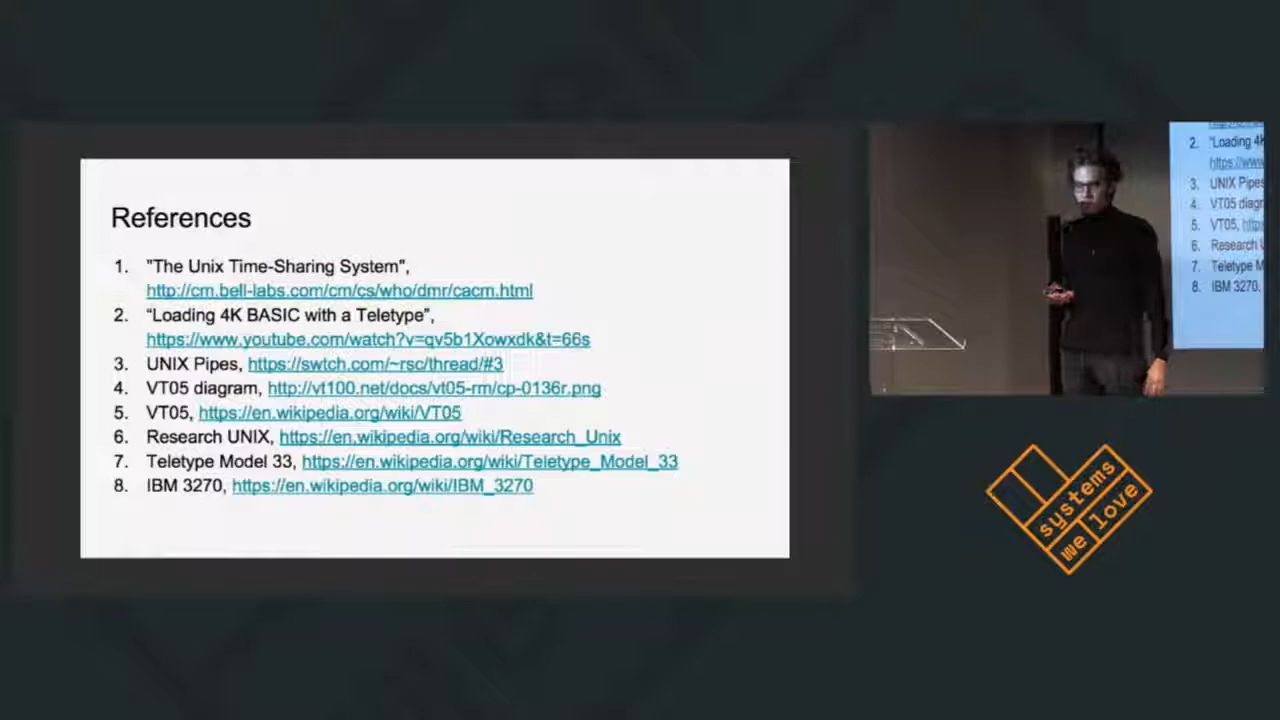 References
1. "The Unix Time-Sharing System",
http://cm.bell-labs.com/cm/cs/who/dmr/cacm.html
2. “Loading 4K BASIC with a Teletype”,
https://www.youtube.com/watch?v=qv5b1Xowxdk&t=66s
3. UNIX Pipes, https://swtch.com/~rsc/thread/#3
4. VT05 diagram, http://vt100.net/docs/vt05-rm/cp-0136r.png
5. VT05, https://en.wikipedia.org/wiki/VT05
6. Research UNIX, https://en.wikipedia.org/wiki/Research_Unix
7. Teletype Model 33, https://en.wikipedia.org/wiki/Teletype_Model_33
8. IBM 3270, https://en.wikipedia.org/wiki/IBM_3270
2. "Loading 4K
https://www
3. UNIX Pipes
4. VT05 diagr
5. VT05, http
6. Research
7. Teletype M
8. IBM 3270,
systems
we love